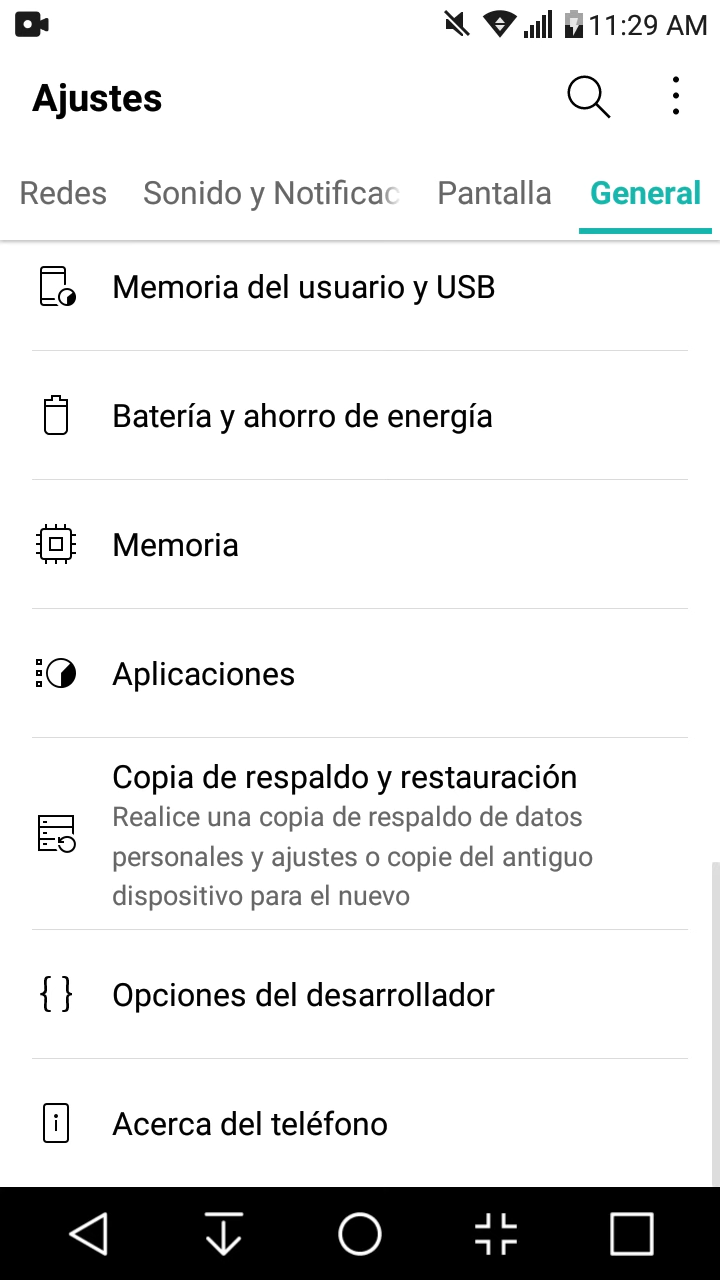 11:29 AM
Ajustes
Redes Sonido y Notificac Pantalla General
Memoria del usuario y USB
Batería y ahorro de energía
Memoria
Aplicaciones
Copia de respaldo y restauración
Realice una copia de respaldo de datos
personales y ajustes o copie del antiguo
dispositivo para el nuevo
Opciones del desarrollador
Acerca del teléfono